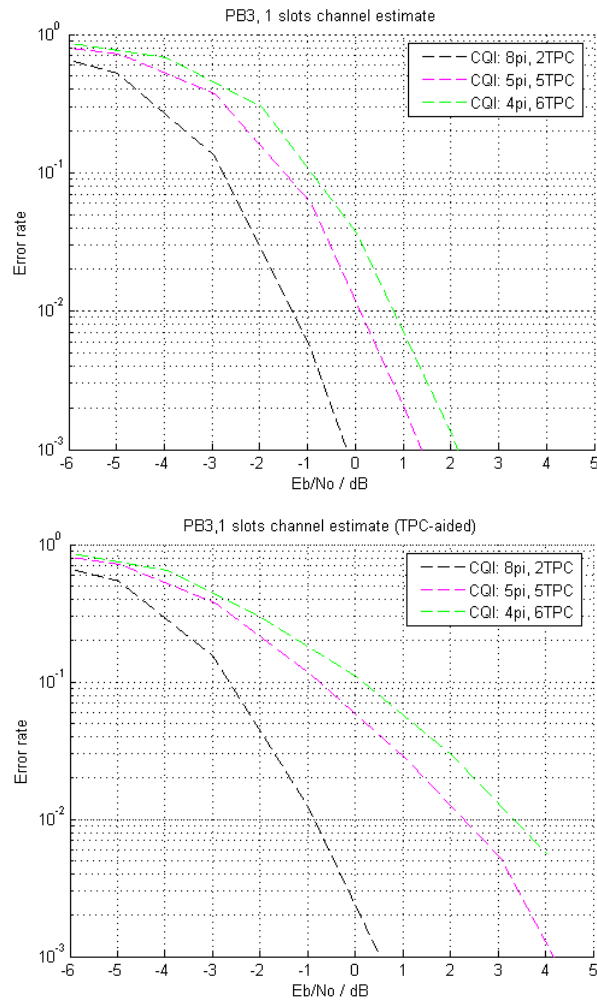 PB3, 1 slots channel estimate
10^0
10^-1
10^-2
10^-3
Error rate
CQI: 8pi, 2TPC
CQI: 5pi, 5TPC
CQI: 4pi, 6TPC
-6 -5 -4 -3 -2 -1 0 1 2 3 4 5
Eb/No / dB
PB3,1 slots channel estimate (TPC-aided)
10^0
10^-1
10^-2
10^-3
Error rate
CQI: 8pi, 2TPC
CQI: 5pi, 5TPC
CQI: 4pi, 6TPC
-6 -5 -4 -3 -2 -1 0 1 2 3 4 5
Eb/No / dB